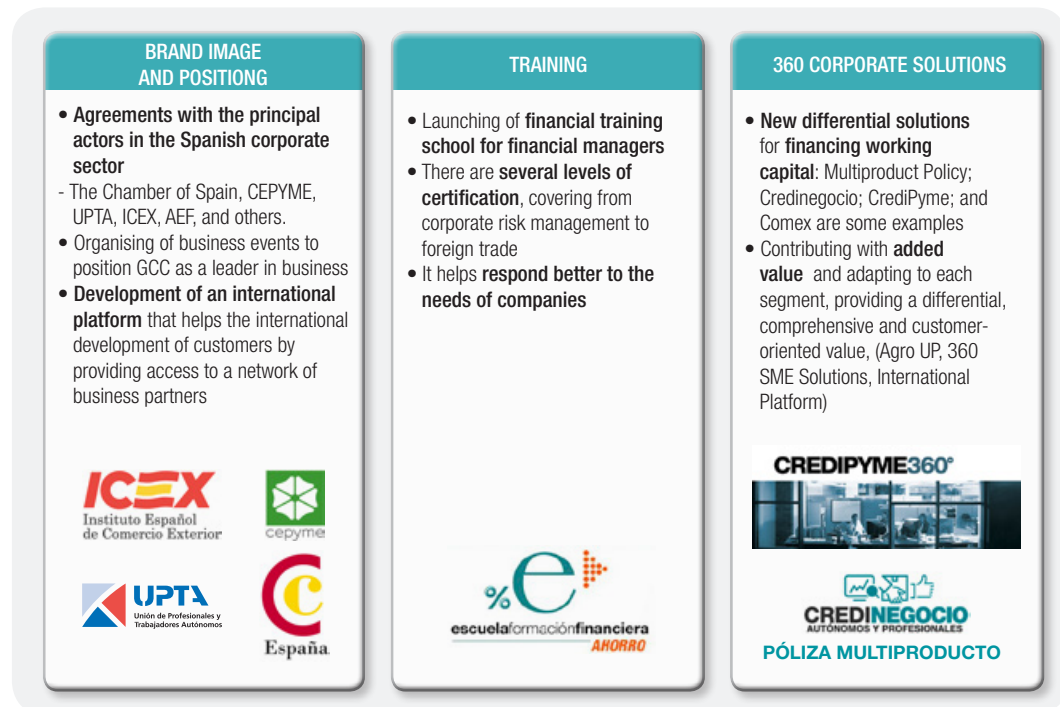 BRAND IMAGE
AND POSITIONG
• Agreements with the principal
actors in the Spanish corporate
sector
- The Chamber of Spain, CEPYME,
UPTA, ICEX, AEF, and others.
• Organising of business events to
position GCC as a leader in business
• Development of an international
platform that helps the international
development of customers by
providing access to a network of
business partners
ICEX
Instituto Español
de Comercio Exterior
cepyme
UPTA
Unión de Profesionales y
Trabajadores Autónomos
C
España
TRAINING
• Launching of financial training
school for financial managers
• There are several levels of
certification, covering from
corporate risk management to
foreign trade
• It helps respond better to the
needs of companies
%e
escuelaformaciónfinanciera
AHORRO
360 CORPORATE SOLUTIONS
• New differential solutions
for financing working
capital: Multiproduct Policy;
Credinegocio; CrediPyme; and
Comex are some examples
• Contributing with added
value and adapting to each
segment, providing a differential,
comprehensive and customer-
oriented value, (Agro UP, 360
SME Solutions, International
Platform)
CREDIPYME360°
CREDINEGOCIO
AUTÓNOMOS Y PROFESIONALES
PÓLIZA MULTIPRODUCTO